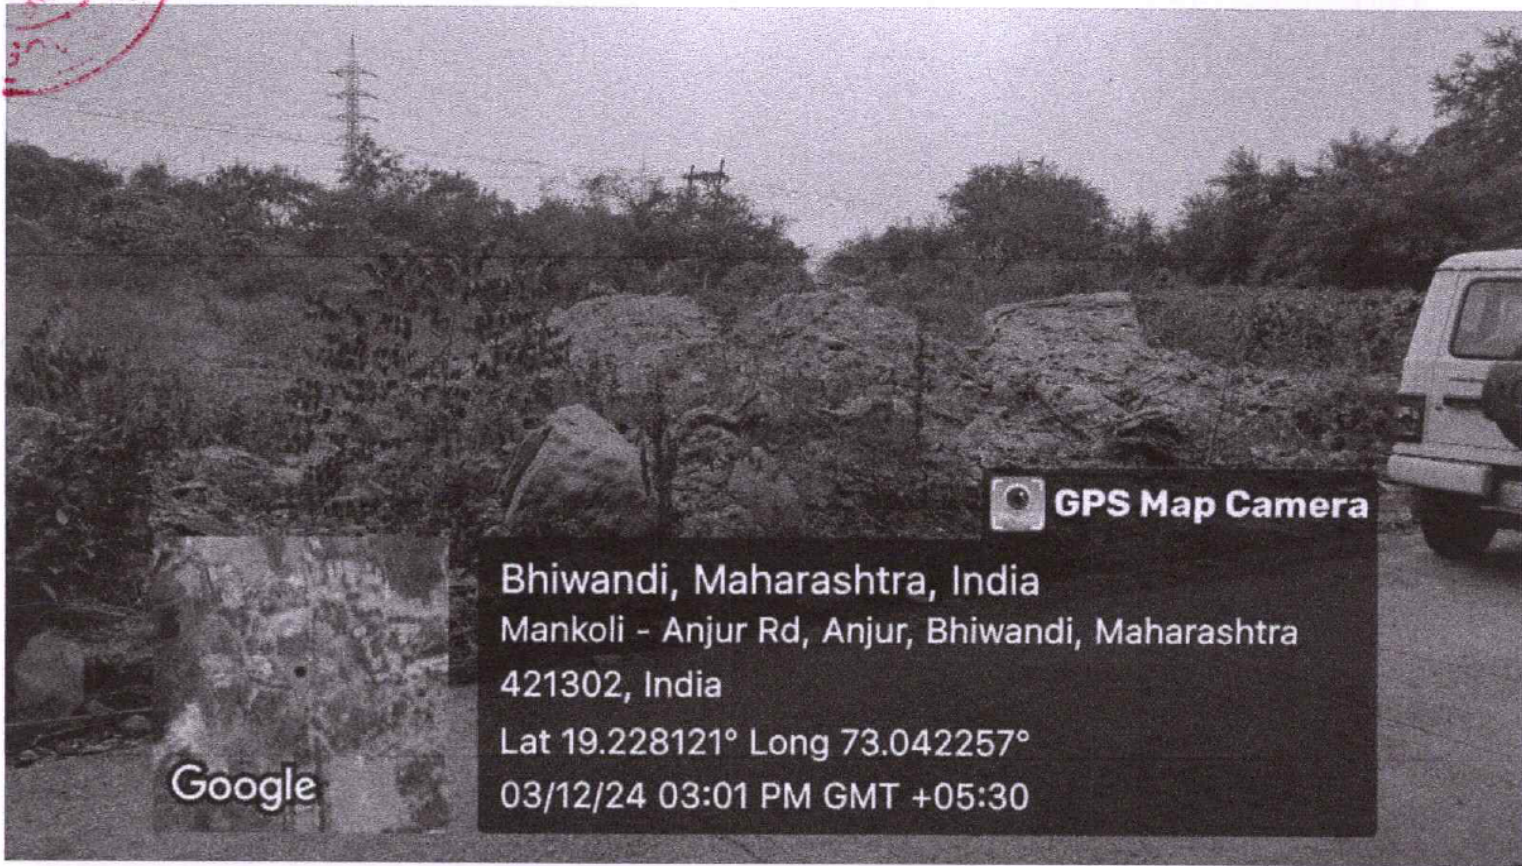 GPS Map Camera
Bhiwandi, Maharashtra, India
Mankoli - Anjur Rd, Anjur, Bhiwandi, Maharashtra
421302, India
Lat 19.228121° Long 73.042257°
03/12/24 03:01 PM GMT +05:30
Google